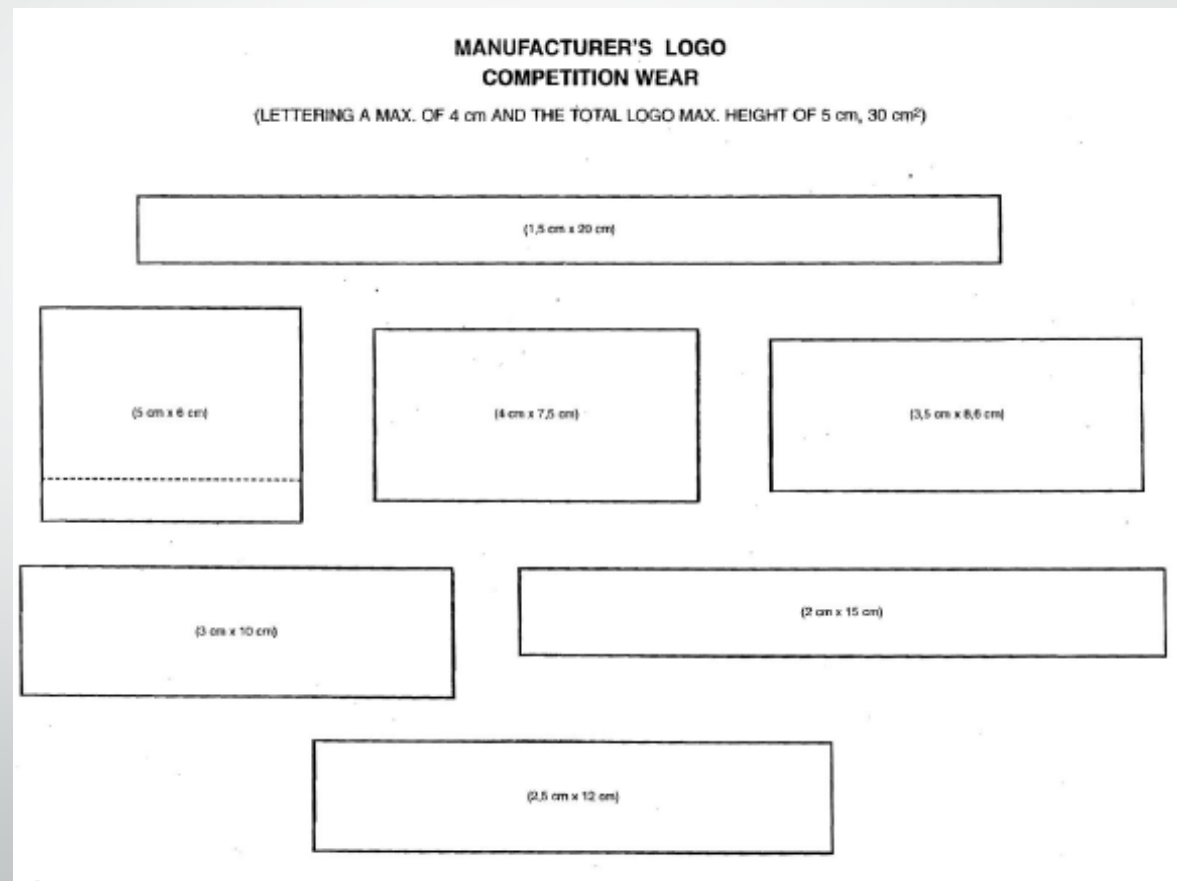 MANUFACTURER'S LOGO
COMPETITION WEAR
(LETTERING A MAX. OF 4 cm AND THE TOTAL LOGO MAX. HEIGHT OF 5 cm, 30 cm²)
(1,5 cm x 20 cm)
(5 cm x 6 cm)
(4 cm x 7,5 cm)
(3,5 cm x 8,6 cm)
(3 cm x 10 cm)
(2 cm x 15 cm)
(2,5 cm x 12 cm)